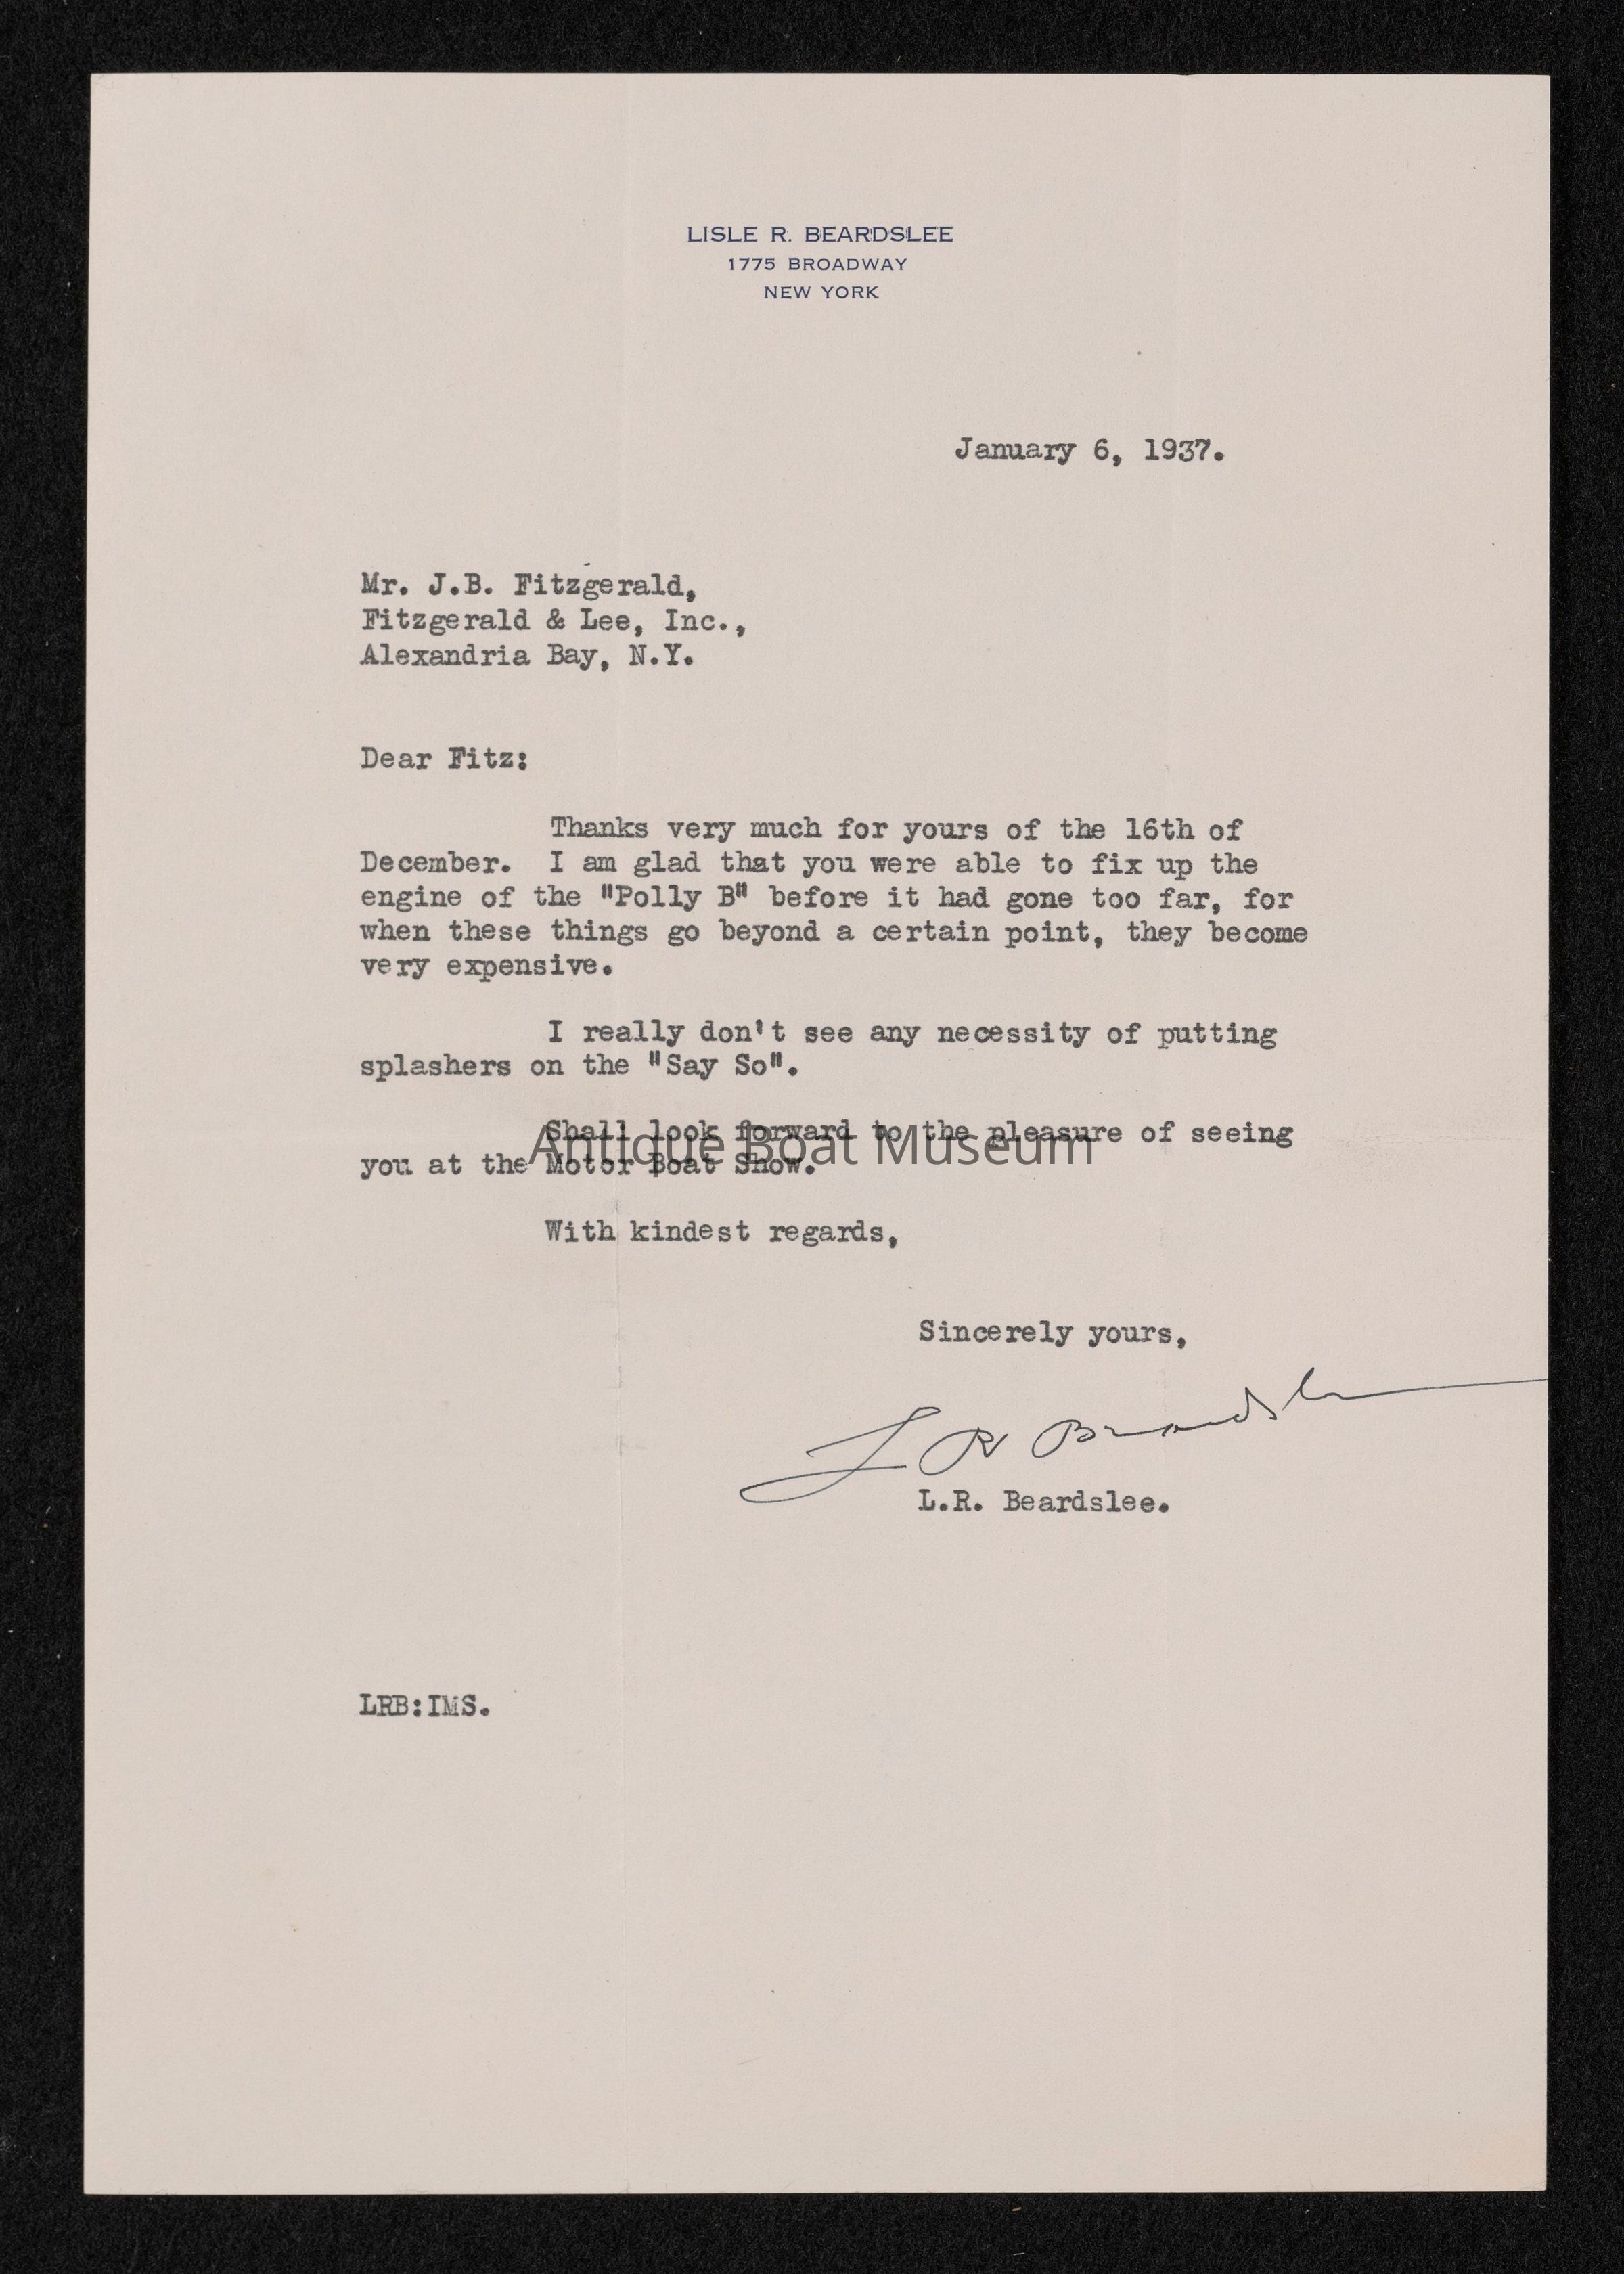 LISLE R. BEARDSLEE
1775 BROADWAY
NEW YORK
January 6, 1937.
Mr. J.B. Fitzgerald,
Fitzgerald & Lee, Inc.,
Alexandria Bay, N.Y.
Dear Fitz:
Thanks very much for yours of the 16th of
December. I am glad that you were able to fix up the
engine of the "Polly B" before it had gone too far, for
when these things go beyond a certain point, they become
very expensive.
I really don't see any necessity of putting
splashers on the "Say So".
Shall look forward to the pleasure of seeing
Antique Boat Museum
you at the Motor Boat Show.
With kindest regards,
Sincerely yours,
L R Beardslee
L.R. Beardslee.
LRB:IMS.